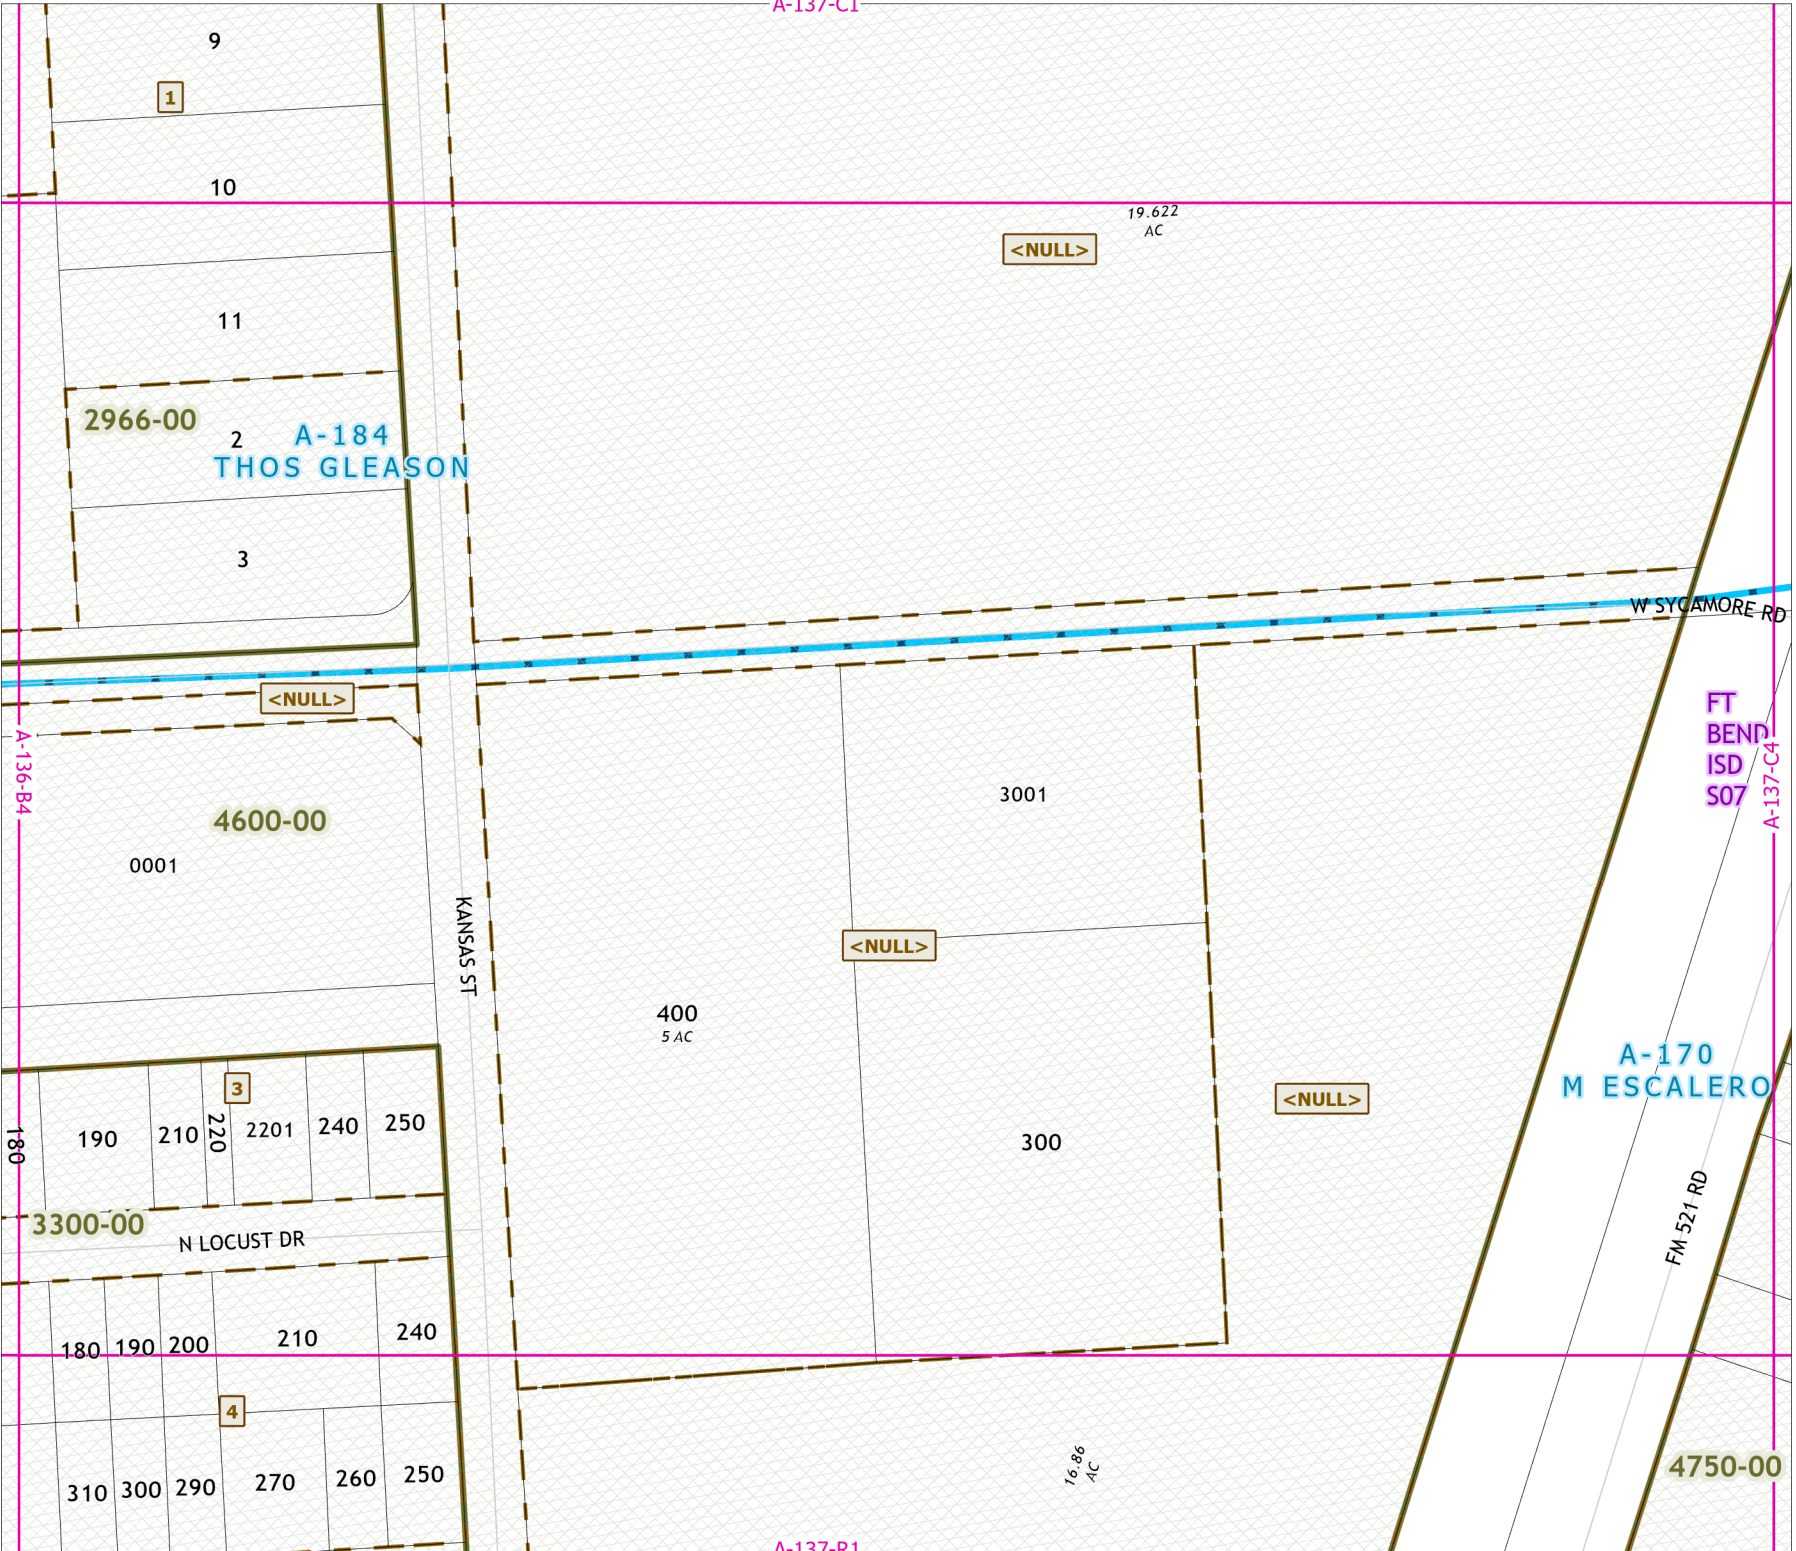 A-137-C1
9
1
10
19.622
AC
<NULL>
11
2966-00
2
A-184
THOS GLEASON
3
W SYCAMORE RD
<NULL>
FT
BEND
ISD
S07
A-136-B4
A-137-C4
3001
4600-00
0001
KANSAS ST
<NULL>
400
5 AC
A-170
M ESCALERO
3
<NULL>
180
190
210
220
2201
240
250
300
3300-00
N LOCUST DR
FM 521 RD
180
190
200
210
240
4
310
300
290
270
260
250
16.86
AC
4750-00
A-137-R1